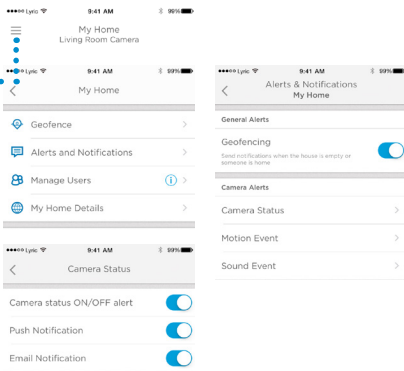 ●●●○○ Lyric 9:41 AM 99%
My Home
Living Room Camera
●●●○○ Lyric 9:41 AM 99%
My Home
Geofence
Alerts and Notifications
Manage Users
My Home Details
●●●○○ Lyric 9:41 AM 99%
Camera Status
Camera status ON/OFF alert
Push Notification
Email Notification
●●●○○ Lyric 9:41 AM 99%
Alerts & Notifications
My Home
General Alerts
Geofencing
Send notifications when the house is empty or
someone is home
Camera Alerts
Camera Status
Motion Event
Sound Event